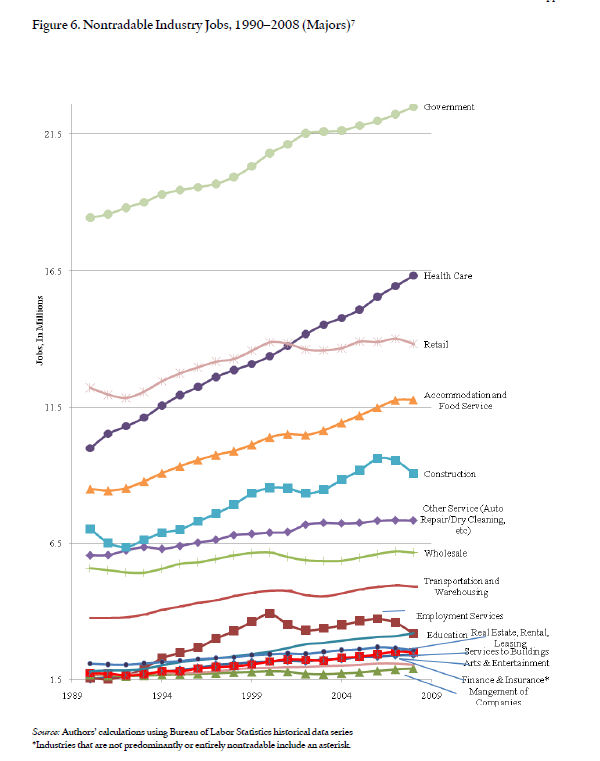 Figure 6. Nontradable Industry Jobs, 1990–2008 (Majors)⁷
Government
21.5
16.5
Health Care
Jobs, In Millions
Retail
Accommodation and
Food Service
11.5
Construction
Other Service (Auto
Repair/Dry Cleaning,
etc)
6.5
Wholesale
Transportation and
Warehousing
Employment Services
Education
Real Estate, Rental,
Leasing
Services to Buildings
Arts & Entertainment
Finance & Insurance*
Mangement of
Companies
1.5
1989 1994 1999 2004 2009
Source: Authors' calculations using Bureau of Labor Statistics historical data series
*Industries that are not predominantly or entirely nontradable include an asterisk.